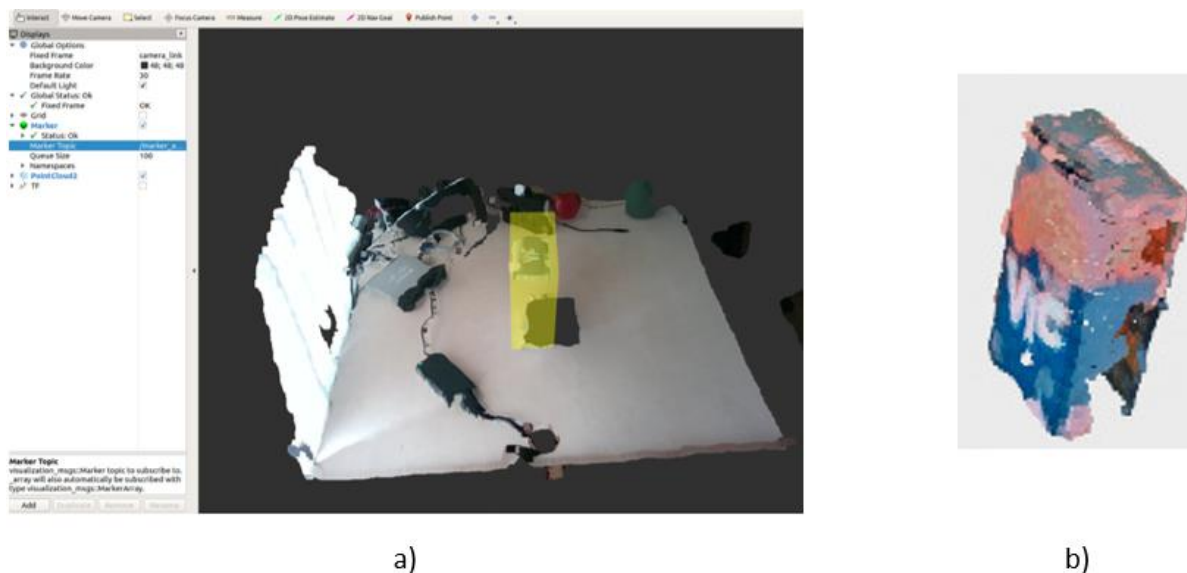 Interact Move Camera Select Focus Camera Measure 2D Pose Estimate 2D Nav Goal Publish Point
Displays
Global Options
Fixed Frame camera_link
Background Color 48; 48; 48
Frame Rate 30
Default Light
Global Status: Ok
Fixed Frame OK
Grid
Marker
Status: Ok
Marker Topic /marker_a...
Queue Size 100
Namespaces
PointCloud2
TF
Marker Topic
visualization_msgs::Marker topic to subscribe to.
_array will also automatically be subscribed with
type visualization_msgs::MarkerArray.
Add Duplicate Remove Rename
a)
b)